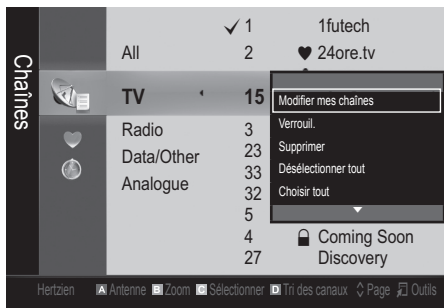 Chaînes
✓ 1 1futech
All 2 ♥ 24ore.tv
TV 15
Radio 3
Data/Other 23
Analogue 33
32
5
4 Coming Soon
27 Discovery
Modifier mes chaînes
Verrouil.
Supprimer
Désélectionner tout
Choisir tout
Hertzien A Antenne B Zoom C Sélectionner D Tri des canaux Page Outils